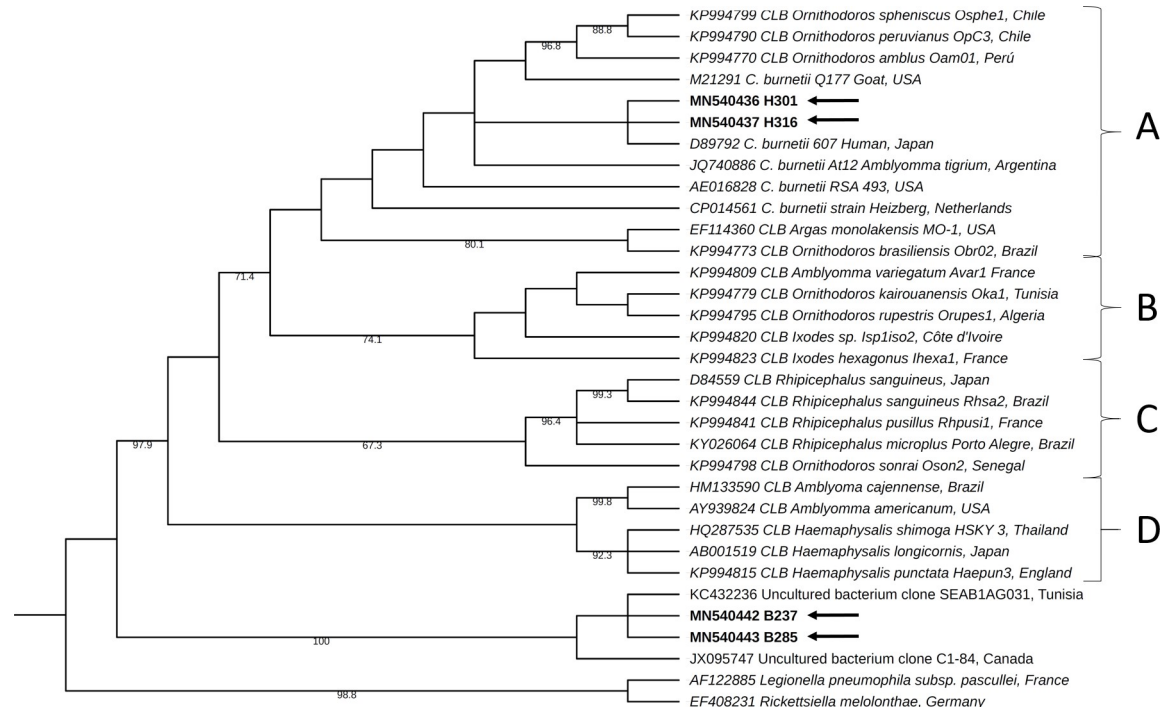 KP994799 CLB Ornithodoros spheniscus Osphe1, Chile
88.8
KP994790 CLB Ornithodoros peruvianus OpC3, Chile
96.8
KP994770 CLB Ornithodoros amblus Oam01, Perú
M21291 C. burnetii Q177 Goat, USA
MN540436 H301
A
MN540437 H316
D89792 C. burnetii 607 Human, Japan
JQ740886 C. burnetii At12 Amblyomma tigrium, Argentina
AE016828 C. burnetii RSA 493, USA
CP014561 C. burnetii strain Heizberg, Netherlands
EF114360 CLB Argas monolakensis MO-1, USA
80.1
KP994773 CLB Ornithodoros brasiliensis Obr02, Brazil
71.4
KP994809 CLB Amblyomma variegatum Avar1 France
KP994779 CLB Ornithodoros kairouanensis Oka1, Tunisia
B
KP994795 CLB Ornithodoros rupestris Orupes1, Algeria
74.1
KP994820 CLB Ixodes sp. Isp1iso2, Côte d'Ivoire
KP994823 CLB Ixodes hexagonus Ihexa1, France
D84559 CLB Rhipicephalus sanguineus, Japan
99.3
KP994844 CLB Rhipicephalus sanguineus Rhsa2, Brazil
96.4
KP994841 CLB Rhipicephalus pusillus Rhpusi1, France
C
97.9
67.3
KY026064 CLB Rhipicephalus microplus Porto Alegre, Brazil
KP994798 CLB Ornithodoros sonrai Oson2, Senegal
HM133590 CLB Amblyoma cajennense, Brazil
99.8
AY939824 CLB Amblyomma americanum, USA
HQ287535 CLB Haemaphysalis shimoga HSKY 3, Thailand
D
92.3
AB001519 CLB Haemaphysalis longicornis, Japan
KP994815 CLB Haemaphysalis punctata Haepun3, England
KC432236 Uncultured bacterium clone SEAB1AG031, Tunisia
MN540442 B237
100
MN540443 B285
JX095747 Uncultured bacterium clone C1-84, Canada
AF122885 Legionella pneumophila subsp. pascullei, France
98.8
EF408231 Rickettsiella melolonthae, Germany